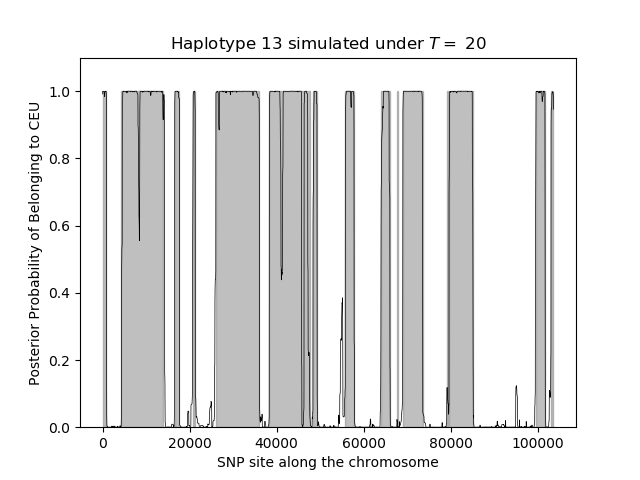 Haplotype 13 simulated under T = 20
Posterior Probability of Belonging to CEU
1.0
0.8
0.6
0.4
0.2
0.0
0 20000 40000 60000 80000 100000
SNP site along the chromosome